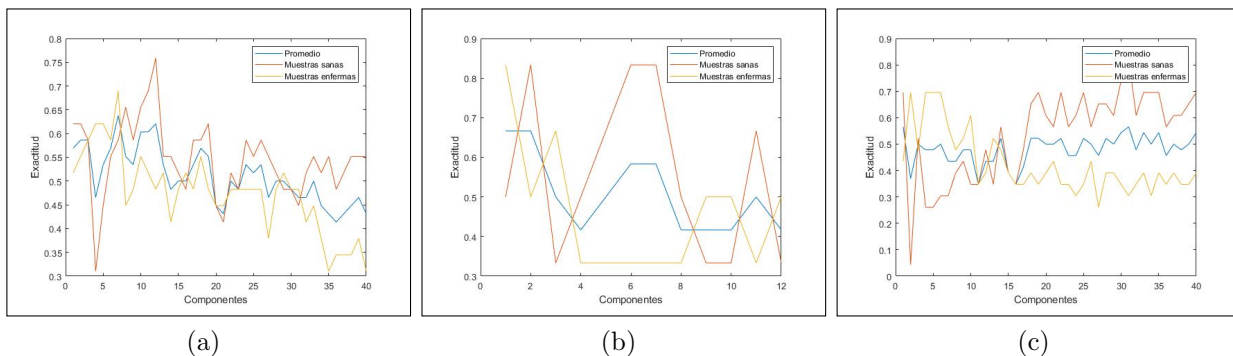 0.8
0.75
0.7
0.65
0.6
0.55
0.5
0.45
0.4
0.35
0.3
Exactitud
0 5 10 15 20 25 30 35 40
Componentes
Promedio
Muestras sanas
Muestras enfermas
(a)
0.9
0.8
0.7
0.6
0.5
0.4
0.3
Exactitud
0 2 4 6 8 10 12
Componentes
Promedio
Muestras sanas
Muestras enfermas
(b)
0.9
0.8
0.7
0.6
0.5
0.4
0.3
0.2
0.1
0
Exactitud
0 5 10 15 20 25 30 35 40
Componentes
Promedio
Muestras sanas
Muestras enfermas
(c)